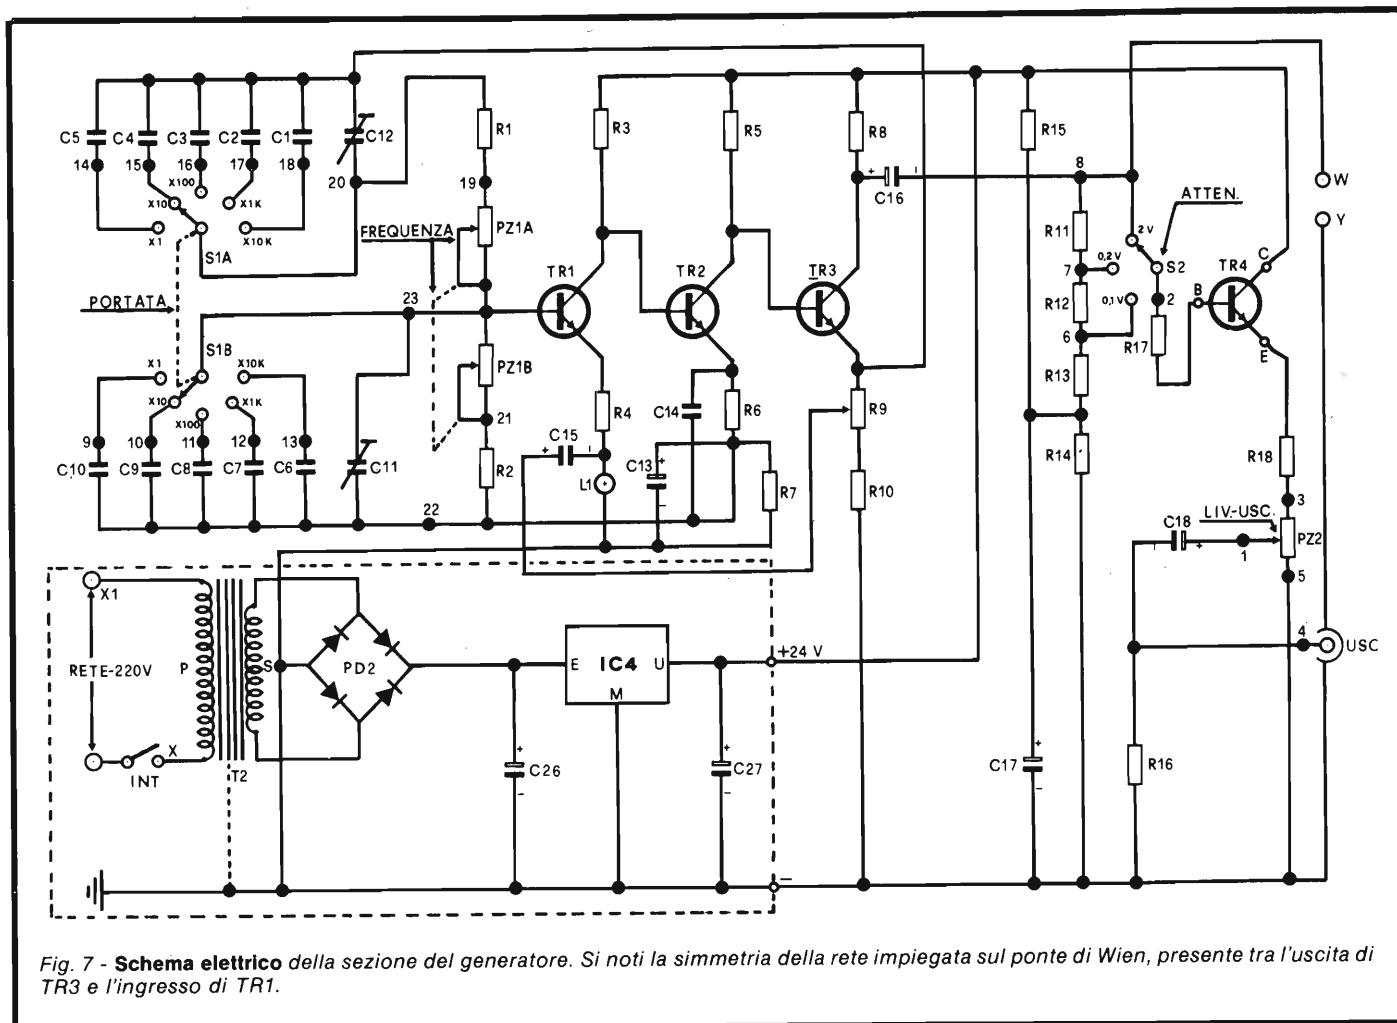 C5 C4 C3 C2 C1 C12
14 15 16 17 18 20
X100
X10 X1K
X1 X10K
S1A
PORTATA
S1B
X1 X10K
X10 X1K
X100
9 10 11 12 13
C10 C9 C8 C7 C6 C11
22
23
R1
19
FREQUENZA
PZ1A
PZ1B
21
R2
R3
TR1
R4
C15
+ -
L1
R5
TR2
C14
R6
C13
+
-
R7
R8
+ -
C16
TR3
R9
R10
R15
8
R11
7
R12
6
R13
R14
2V
0,2V
0,1V
S2
2
R17
ATTEN.
B
TR4
C
E
W
Y
R18
3
LIV.-USC.
C18
- +
1
PZ2
5
4
USC
R16
C17
+
-
X1
RETE-220V
P
S
X
INT
T2
PD2
E IC4 U
M
+24 V
+
C26
-
+
C27
-
-
Fig. 7 - Schema elettrico della sezione del generatore. Si noti la simmetria della rete impiegata sul ponte di Wien, presente tra l'uscita di
TR3 e l'ingresso di TR1.